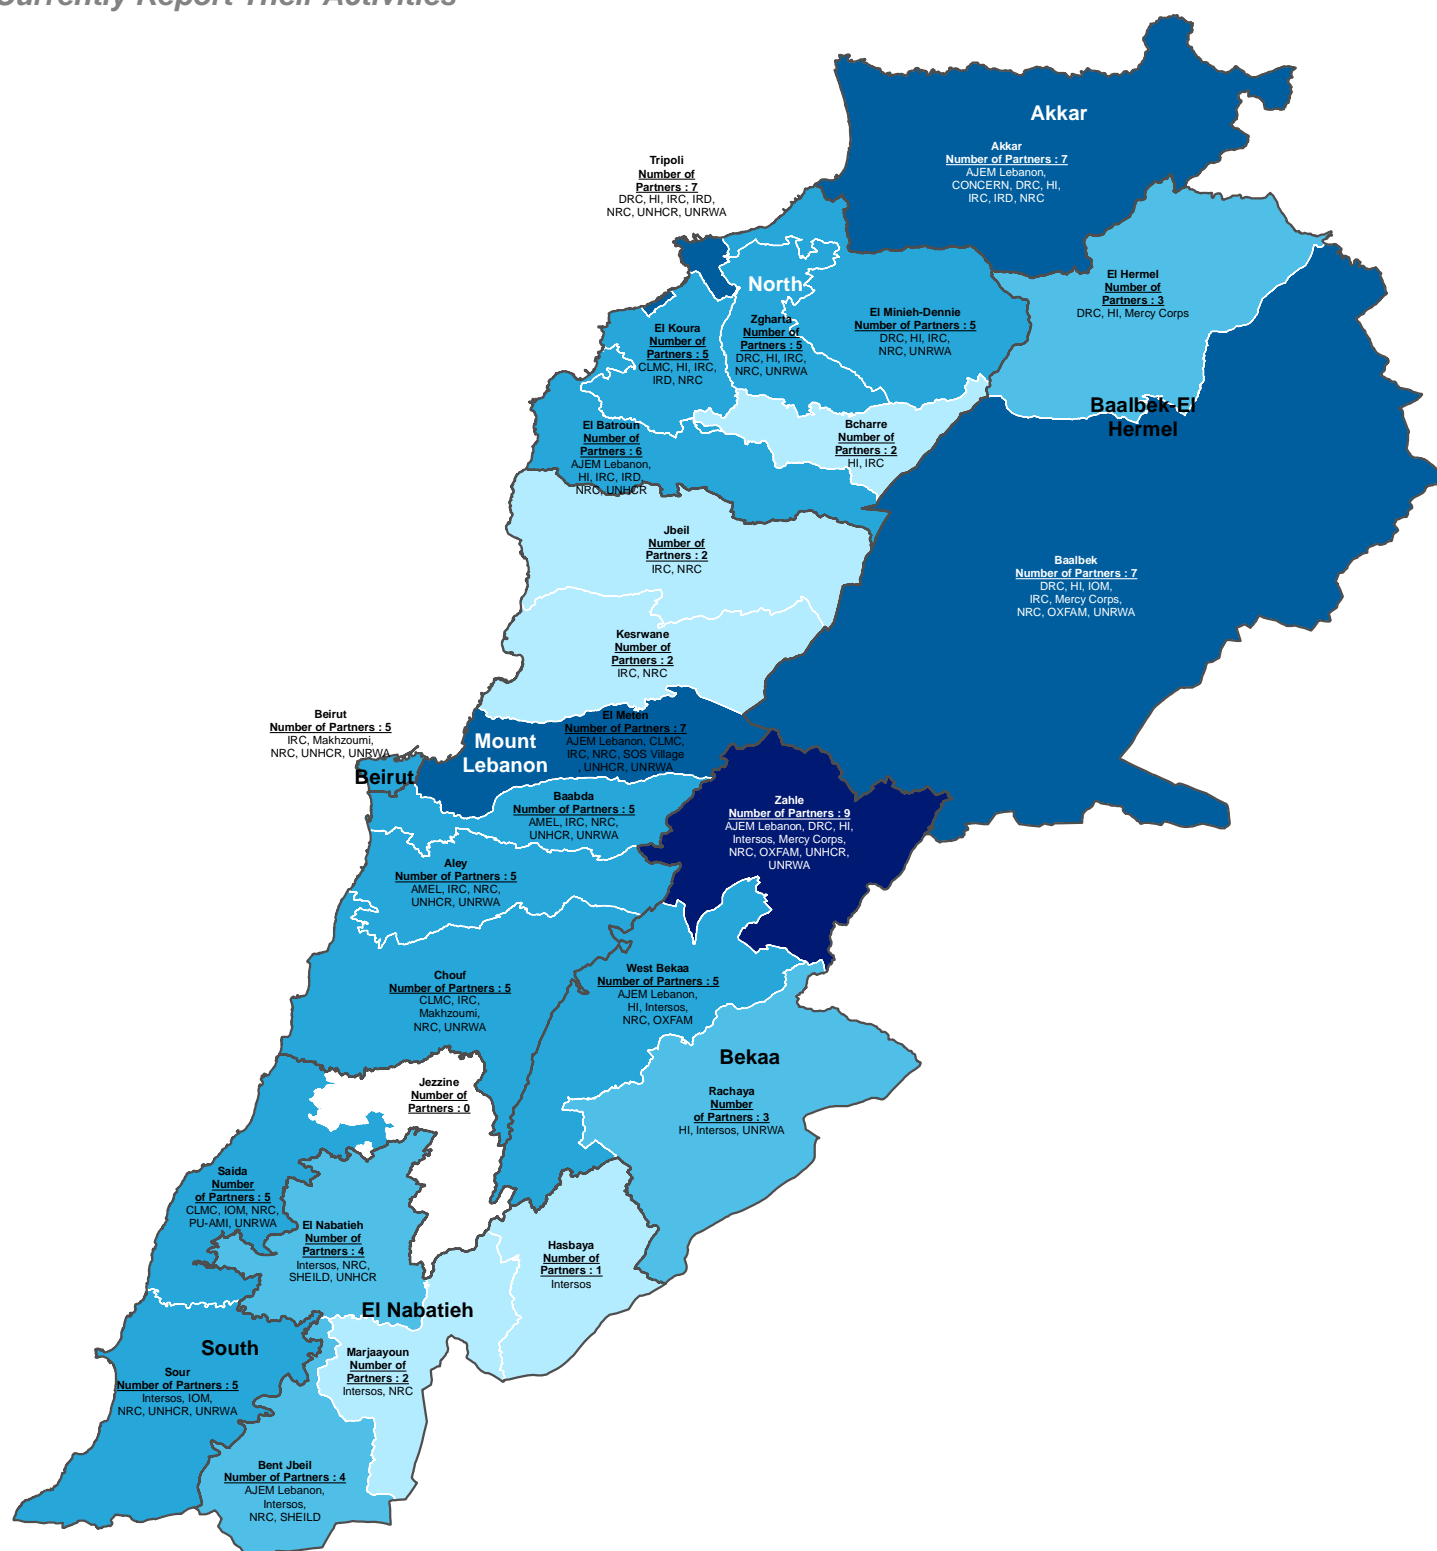 Currently Report Their Activities
Akkar
Akkar
Number of Partners : 7
AJEM Lebanon,
CONCERN, DRC, HI,
IRC, IRD, NRC
Tripoli
Number of
Partners : 7
DRC, HI, IRC, IRD,
NRC, UNHCR, UNRWA
El Hermel
Number of
Partners : 3
DRC, HI, Mercy Corps
North
El Koura
Number of
Partners : 5
CLMC, HI, IRC,
IRD, NRC
Zgharta
Number of
Partners : 5
DRC, HI, IRC,
NRC, UNRWA
El Minieh-Dennie
Number of Partners : 5
DRC, HI, IRC,
NRC, UNRWA
Baalbek-El
Hermel
El Batroun
Number of
Partners : 6
AJEM Lebanon,
HI, IRC, IRD,
NRC, UNHCR
Bcharre
Number of
Partners : 2
HI, IRC
Jbeil
Number of
Partners : 2
IRC, NRC
Baalbek
Number of Partners : 7
DRC, HI, IOM,
IRC, Mercy Corps,
NRC, OXFAM, UNRWA
Kesrwane
Number of
Partners : 2
IRC, NRC
Beirut
Number of Partners : 5
IRC, Makhzoumi,
NRC, UNHCR, UNRWA
Beirut
Mount
Lebanon
El Meten
Number of Partners : 7
AJEM Lebanon, CLMC,
IRC, NRC, SOS Village
, UNHCR, UNRWA
Baabda
Number of Partners : 5
AMEL, IRC, NRC,
UNHCR, UNRWA
Zahle
Number of Partners : 9
AJEM Lebanon, DRC, HI,
Intersos, Mercy Corps,
NRC, OXFAM, UNHCR,
UNRWA
Aley
Number of Partners : 5
AMEL, IRC, NRC,
UNHCR, UNRWA
Chouf
Number of Partners : 5
CLMC, IRC,
Makhzoumi,
NRC, UNRWA
West Bekaa
Number of Partners : 5
AJEM Lebanon,
HI, Intersos,
NRC, OXFAM
Bekaa
Jezzine
Number of
Partners : 0
Rachaya
Number
of Partners : 3
HI, Intersos, UNRWA
Saida
Number
of Partners : 5
CLMC, IOM, NRC,
PU-AMI, UNRWA
El Nabatieh
Number of
Partners : 4
Intersos, NRC,
SHEILD, UNHCR
Hasbaya
Number of
Partners : 1
Intersos
El Nabatieh
South
Marjaayoun
Number of
Partners : 2
Intersos, NRC
Sour
Number of Partners : 5
Intersos, IOM,
NRC, UNHCR, UNRWA
Bent Jbeil
Number of Partners : 4
AJEM Lebanon,
Intersos,
NRC, SHEILD